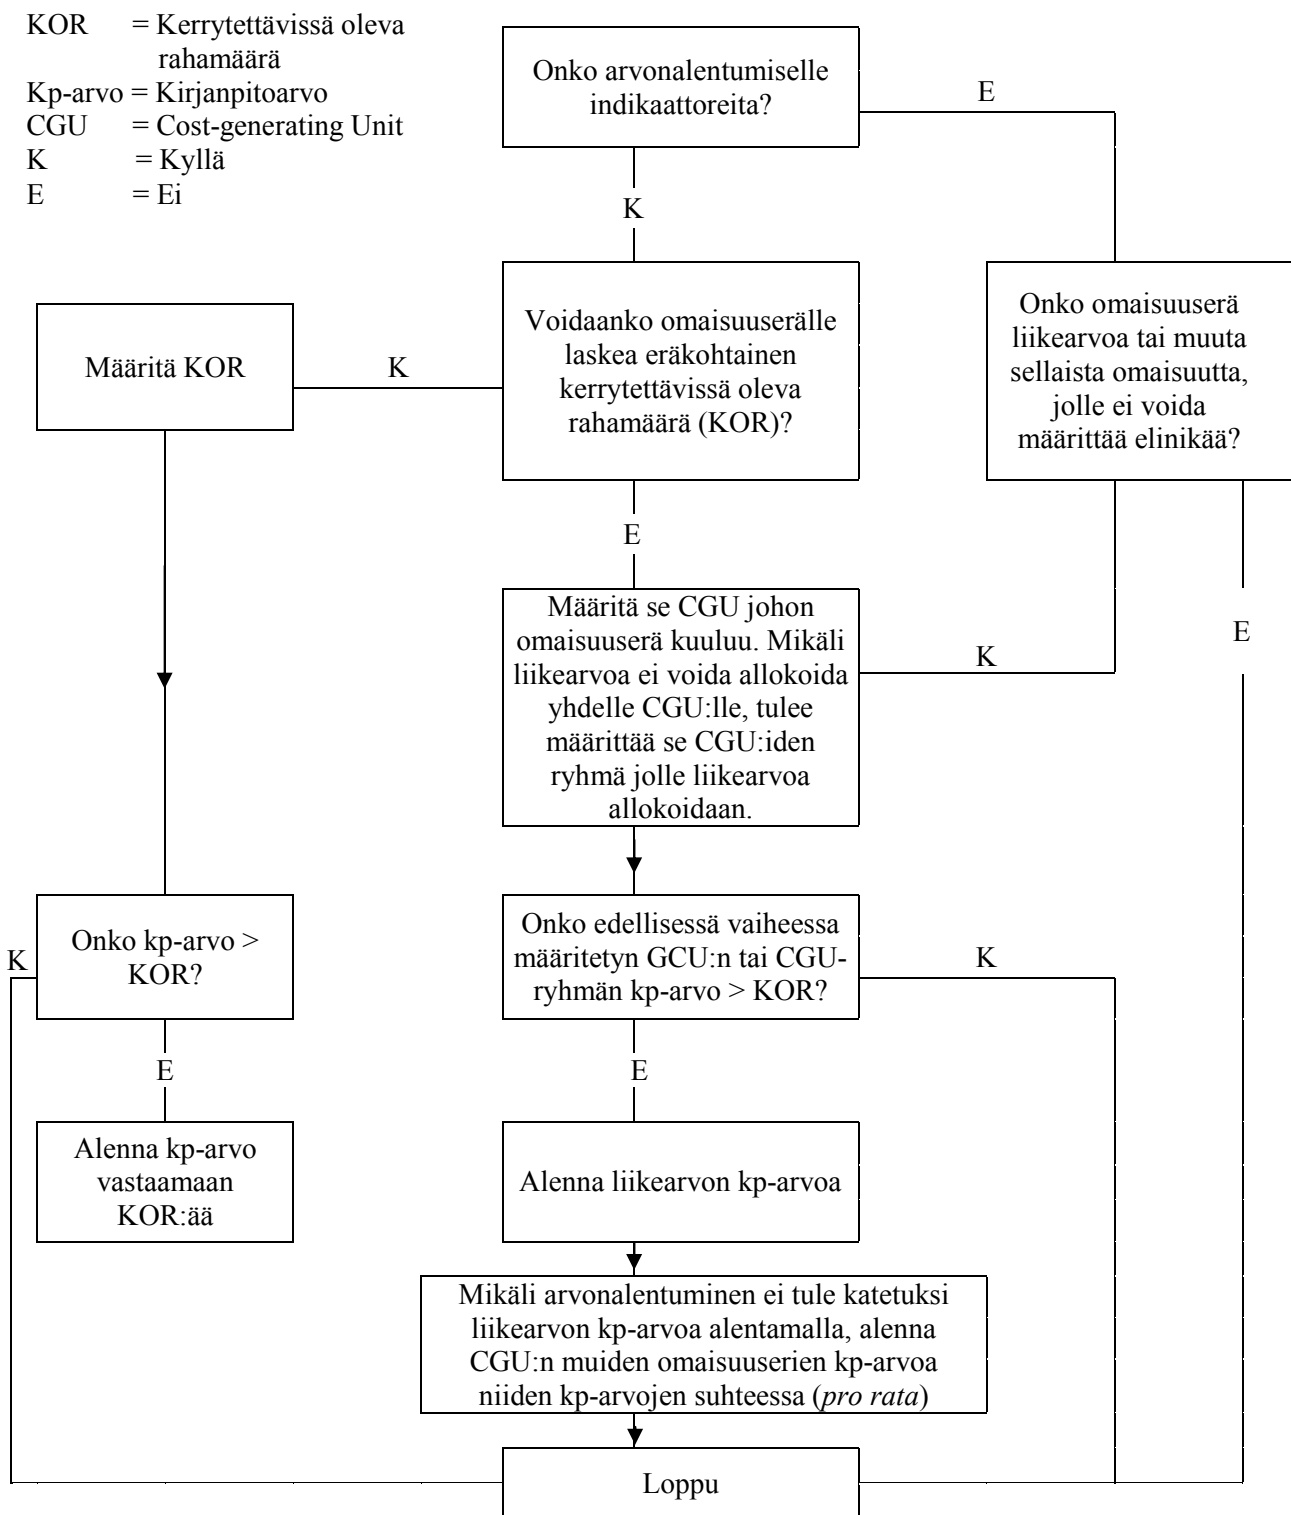 KOR = Kerrytettävissä oleva
rahamäärä
Kp-arvo = Kirjanpitoarvo
CGU = Cost-generating Unit
K = Kyllä
E = Ei
Onko arvonalentumiselle
indikaattoreita?
E
K
Määritä KOR
K
Voidaanko omaisuuserälle
laskea eräkohtainen
kerrytettävissä oleva
rahamäärä (KOR)?
Onko omaisuuserä
liikearvoa tai muuta
sellaista omaisuutta,
jolle ei voida
määrittää elinikää?
E
Määritä se CGU johon
omaisuuserä kuuluu. Mikäli
liikearvoa ei voida allokoida
yhdelle CGU:lle, tulee
määrittää se CGU:iden
ryhmä jolle liikearvoa
allokoidaan.
K
E
K
Onko kp-arvo >
KOR?
Onko edellisessä vaiheessa
määritetyn GCU:n tai CGU-
ryhmän kp-arvo > KOR?
K
E
E
Alenna kp-arvo
vastaamaan
KOR:ää
Alenna liikearvon kp-arvoa
Mikäli arvonalentuminen ei tule katetuksi
liikearvon kp-arvoa alentamalla, alenna
CGU:n muiden omaisuuserien kp-arvoa
niiden kp-arvojen suhteessa (pro rata)
Loppu